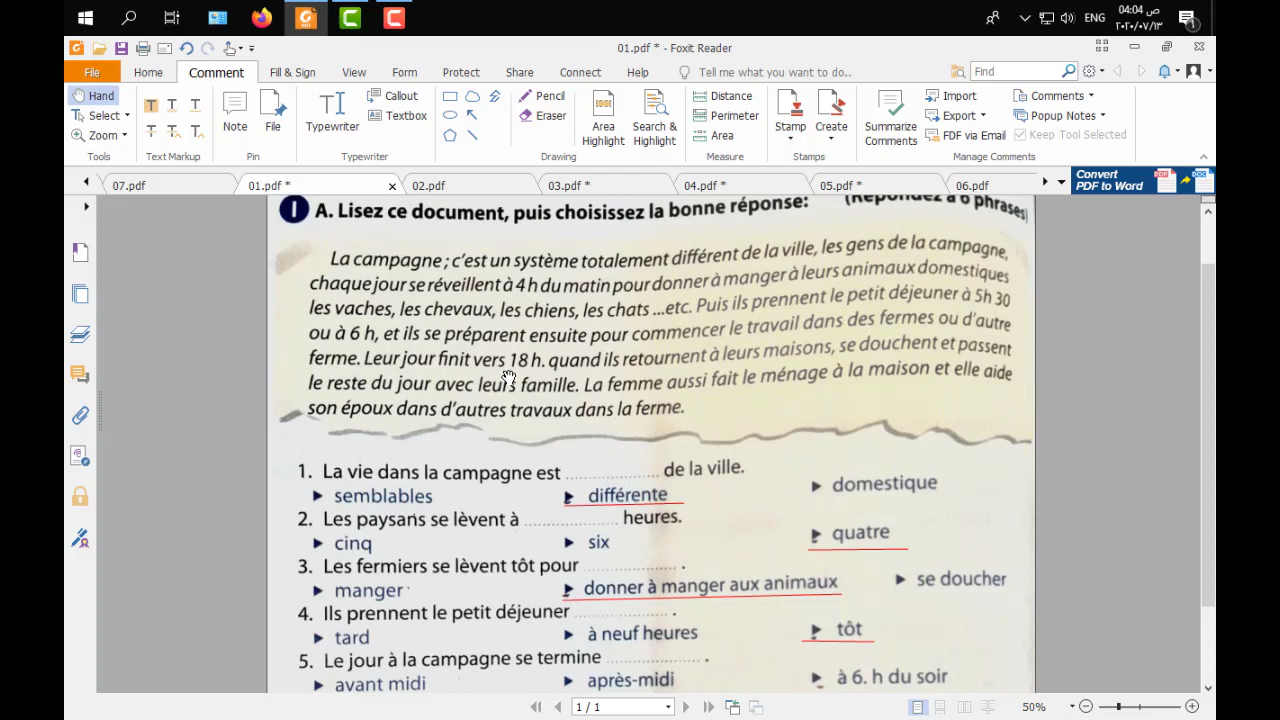 ENG
04:04 ص
٢٠٢٠/٠٧/١٣
1
01.pdf * - Foxit Reader
File Home Comment Fill & Sign View Form Protect Share Connect Help Tell me what you want to do.. Find
Hand
Select
Zoom
Tools
Text Markup
Note
File
Pin
Typewriter
Callout
Textbox
Typewriter
Pencil
Eraser
Area Highlight
Search & Highlight
Drawing
Distance
Perimeter
Area
Measure
Stamp
Create
Stamps
Summarize Comments
Import
Export
FDF via Email
Comments
Popup Notes
Keep Tool Selected
Manage Comments
07.pdf 01.pdf * 02.pdf 03.pdf * 04.pdf * 05.pdf * 06.pdf
Convert
PDF to Word
I A. Lisez ce document, puis choisissez la bonne réponse: (Répondez à 6 phrases)
La campagne ; c'est un système totalement différent de la ville, les gens de la campagne,
chaque jour se réveillent à 4 h du matin pour donner à manger à leurs animaux domestiques
les vaches, les chevaux, les chiens, les chats ...etc. Puis ils prennent le petit déjeuner à 5h 30
ou à 6 h, et ils se préparent ensuite pour commencer le travail dans des fermes ou d'autre
ferme. Leur jour finit vers 18 h. quand ils retournent à leurs maisons, se douchent et passent
le reste du jour avec leurs famille. La femme aussi fait le ménage à la maison et elle aide
son époux dans d'autres travaux dans la ferme.
1. La vie dans la campagne est .................... de la ville.
semblables différente domestique
2. Les paysans se lèvent à .................... heures.
cinq six quatre
3. Les fermiers se lèvent tôt pour .................... .
manger donner à manger aux animaux se doucher
4. Ils prennent le petit déjeuner .................... .
tard à neuf heures tôt
5. Le jour à la campagne se termine .................... .
avant midi après-midi à 6. h du soir
1 / 1
50%